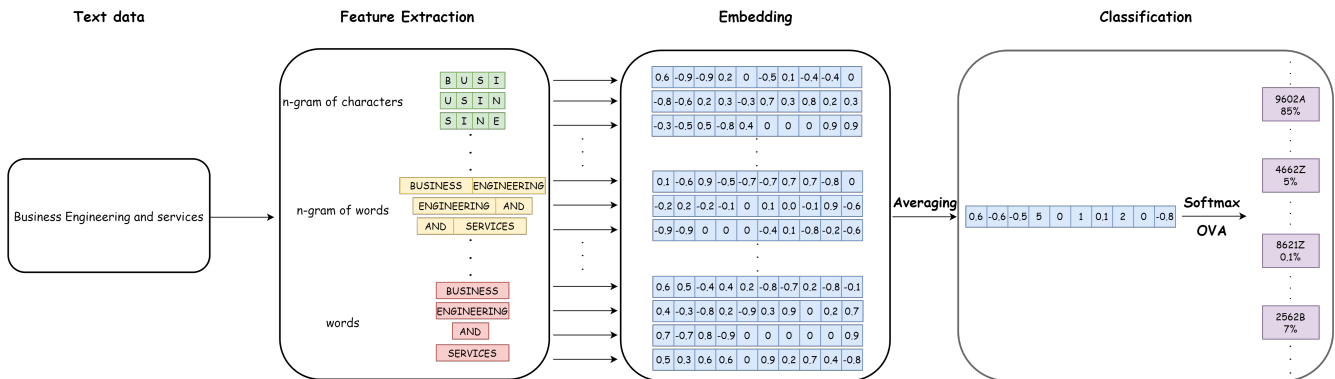 Text data
Feature Extraction
Embedding
Classification
Business Engineering and services
n-gram of characters
B U S I
U S I N
S I N E
n-gram of words
BUSINESS ENGINEERING
ENGINEERING AND
AND SERVICES
words
BUSINESS
ENGINEERING
AND
SERVICES
0.6 -0.9 -0.9 0.2 0 -0.5 0.1 -0.4 -0.4 0
-0.8 -0.6 0.2 0.3 -0.3 0.7 0.3 0.8 0.2 0.3
-0.3 -0.5 0.5 -0.8 0.4 0 0 0 0.9 0.9
0.1 -0.6 0.9 -0.5 -0.7 -0.7 0.7 0.7 -0.8 0
-0.2 0.2 -0.2 -0.1 0 0.1 0.0 -0.1 0.9 -0.6
-0.9 -0.9 0 0 0 -0.4 0.1 -0.8 -0.2 -0.6
0.6 0.5 -0.4 0.4 0.2 -0.8 -0.7 0.2 -0.8 -0.1
0.4 -0.3 -0.8 0.2 -0.9 0.3 0.9 0 0.2 0.7
0.7 -0.7 0.8 -0.9 0 0 0 0 0 0.9
0.5 0.3 0.6 0.6 0 0.9 0.2 0.7 0.4 -0.8
Averaging
0.6 -0.6 -0.5 5 0 1 0.1 2 0 -0.8
Softmax
OVA
9602A
85%
4662Z
5%
8621Z
0.1%
2562B
7%